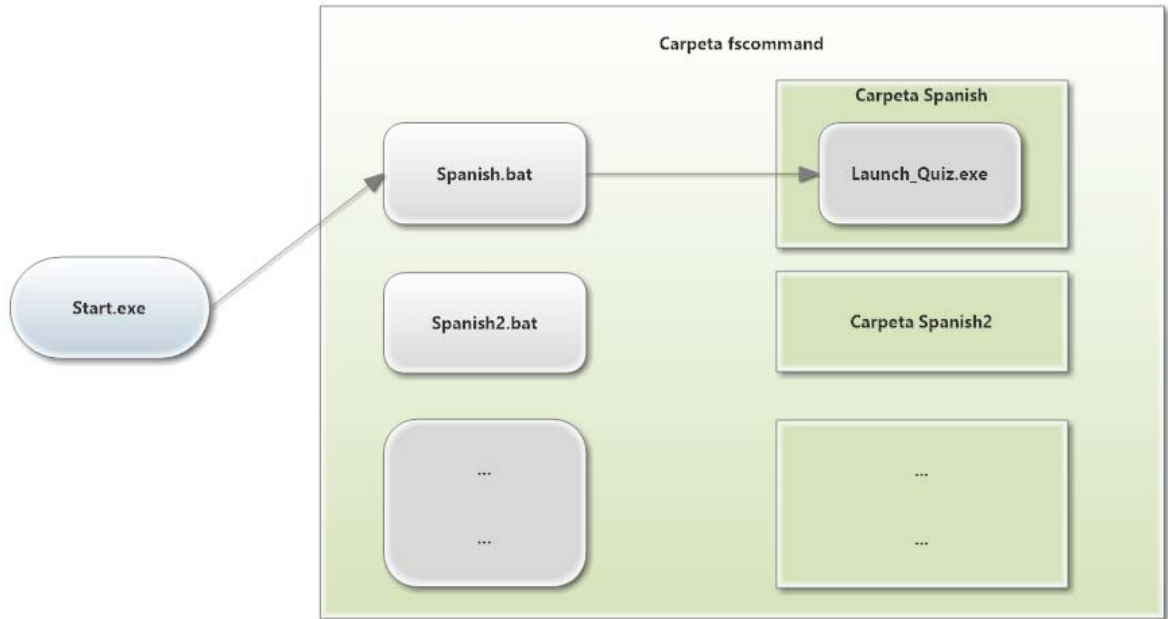 Carpeta fscommand
Carpeta Spanish
Spanish.bat
Launch_Quiz.exe
Start.exe
Spanish2.bat
Carpeta Spanish2
...
...
...
...